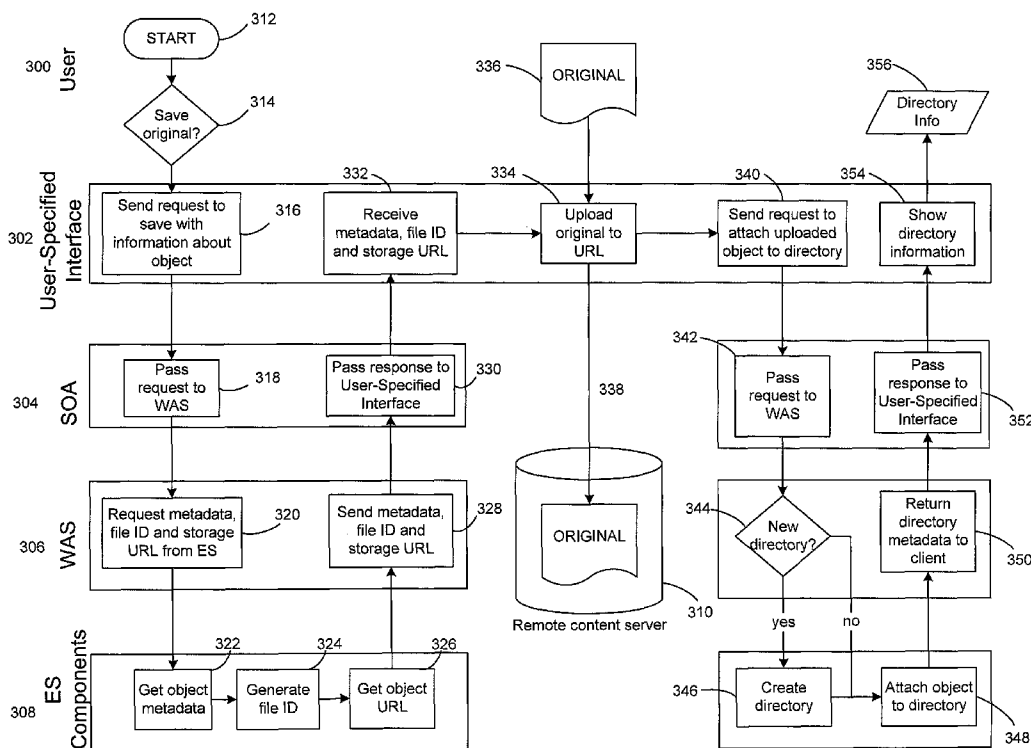 START
312
300
User
Save
original?
314
336
ORIGINAL
356
Directory
Info
302
User-Specified
Interface
Send request to
save with
information about
object
316
332
Receive
metadata, file ID
and storage URL
334
Upload
original to
URL
340
Send request to
attach uploaded
object to directory
354
Show
directory
information
304
SOA
Pass
request to
WAS
318
Pass response to
User-Specified
Interface
330
338
342
Pass
request to
WAS
Pass
response to
User-Specified
Interface
352
306
WAS
Request metadata,
file ID and storage
URL from ES
320
Send metadata,
file ID and
storage URL
328
ORIGINAL
310
Remote content server
344
New
directory?
yes
no
Return
directory
metadata to
client
350
308
ES
Components
322
Get object
metadata
324
Generate
file ID
326
Get object
URL
346
Create
directory
Attach object
to directory
348